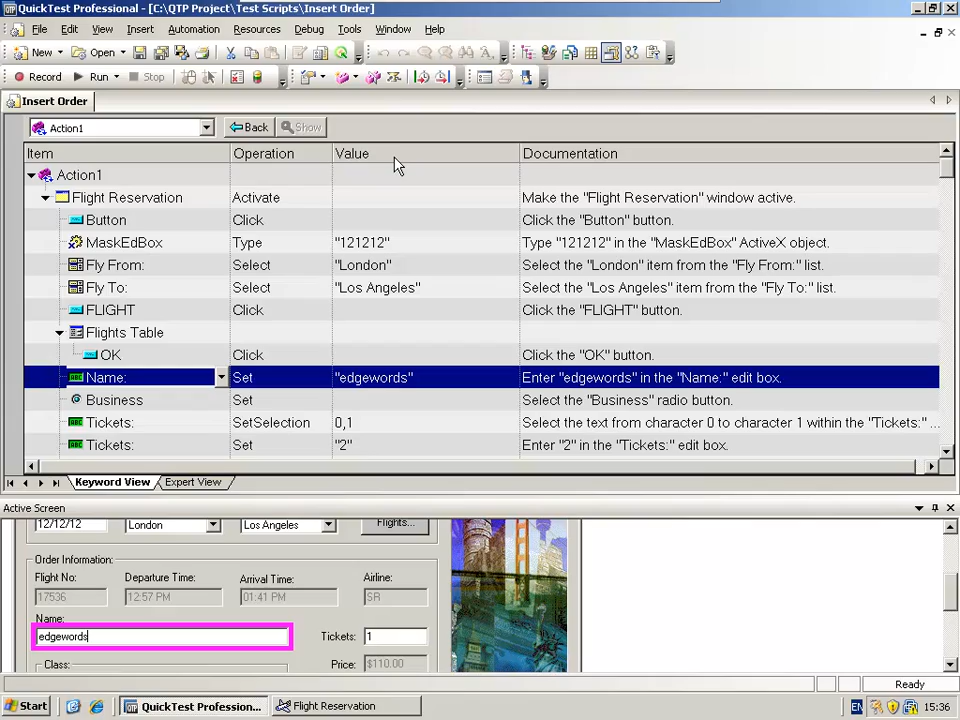 QuickTest Professional - [C:\QTP Project\Test Scripts\Insert Order]
File Edit View Insert Automation Resources Debug Tools Window Help
New Open
Record Run Stop
Insert Order
Action1 Back Show
Item Operation Value Documentation
Action1
Flight Reservation Activate Make the "Flight Reservation" window active.
Button Click Click the "Button" button.
MaskEdBox Type "121212" Type "121212" in the "MaskEdBox" ActiveX object.
Fly From: Select "London" Select the "London" item from the "Fly From:" list.
Fly To: Select "Los Angeles" Select the "Los Angeles" item from the "Fly To:" list.
FLIGHT Click Click the "FLIGHT" button.
Flights Table
OK Click Click the "OK" button.
Name: Set "edgewords" Enter "edgewords" in the "Name:" edit box.
Business Set Select the "Business" radio button.
Tickets: SetSelection 0,1 Select the text from character 0 to character 1 within the "Tickets:" ...
Tickets: Set "2" Enter "2" in the "Tickets:" edit box.
Keyword View Expert View
Active Screen
12/12/12 London Los Angeles Flights...
Order Information:
Flight No: Departure Time: Arrival Time: Airline:
17536 12:57 PM 01:41 PM SR
Name:
edgewords Tickets: 1
Class: Price: $110.00
Ready
Start QuickTest Profession... Flight Reservation EN 15:36